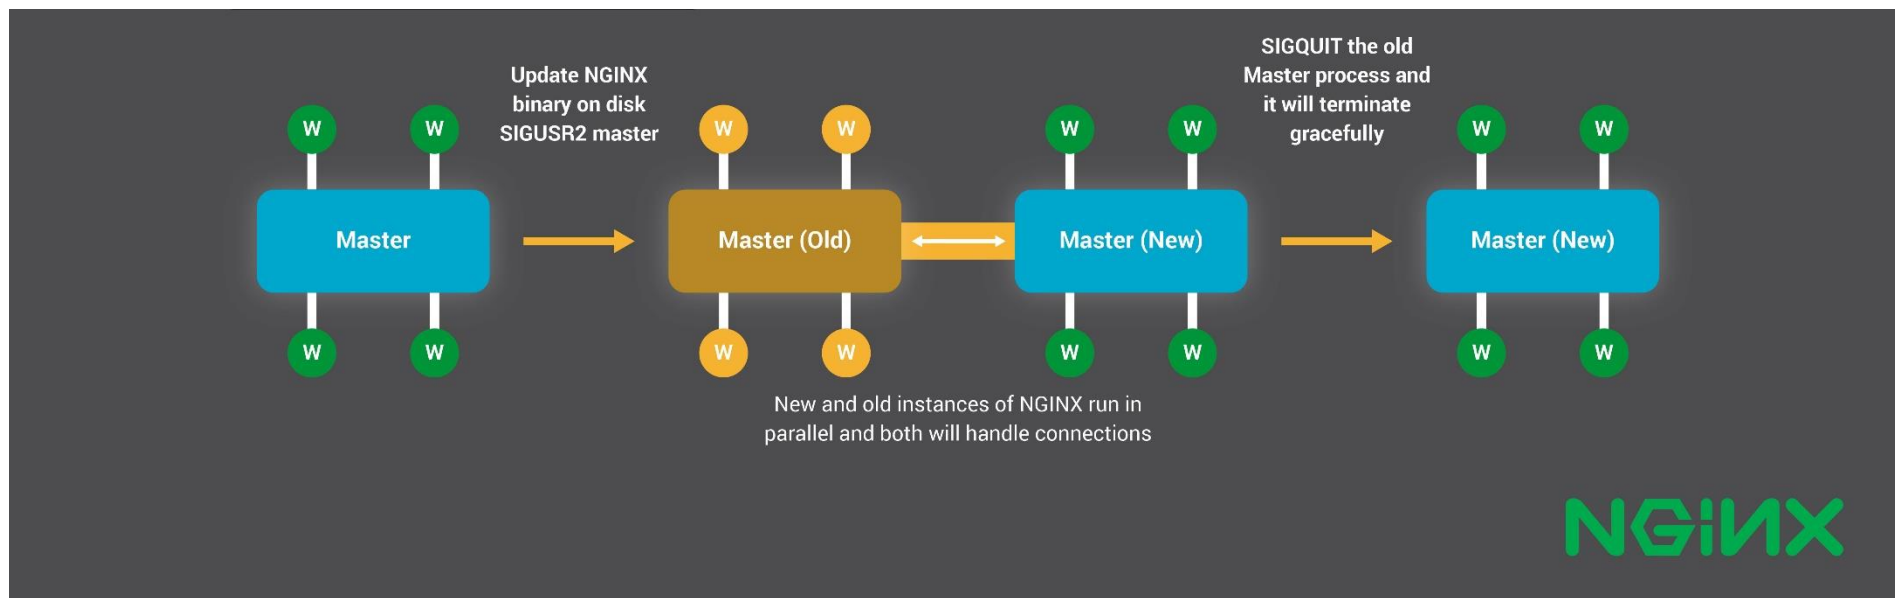 Update NGINX
binary on disk
SIGUSR2 master
SIGQUIT the old
Master process and
it will terminate
gracefully
W W W W W W W W
Master Master (Old) Master (New) Master (New)
W W W W W W W W
New and old instances of NGINX run in
parallel and both will handle connections
NGINX